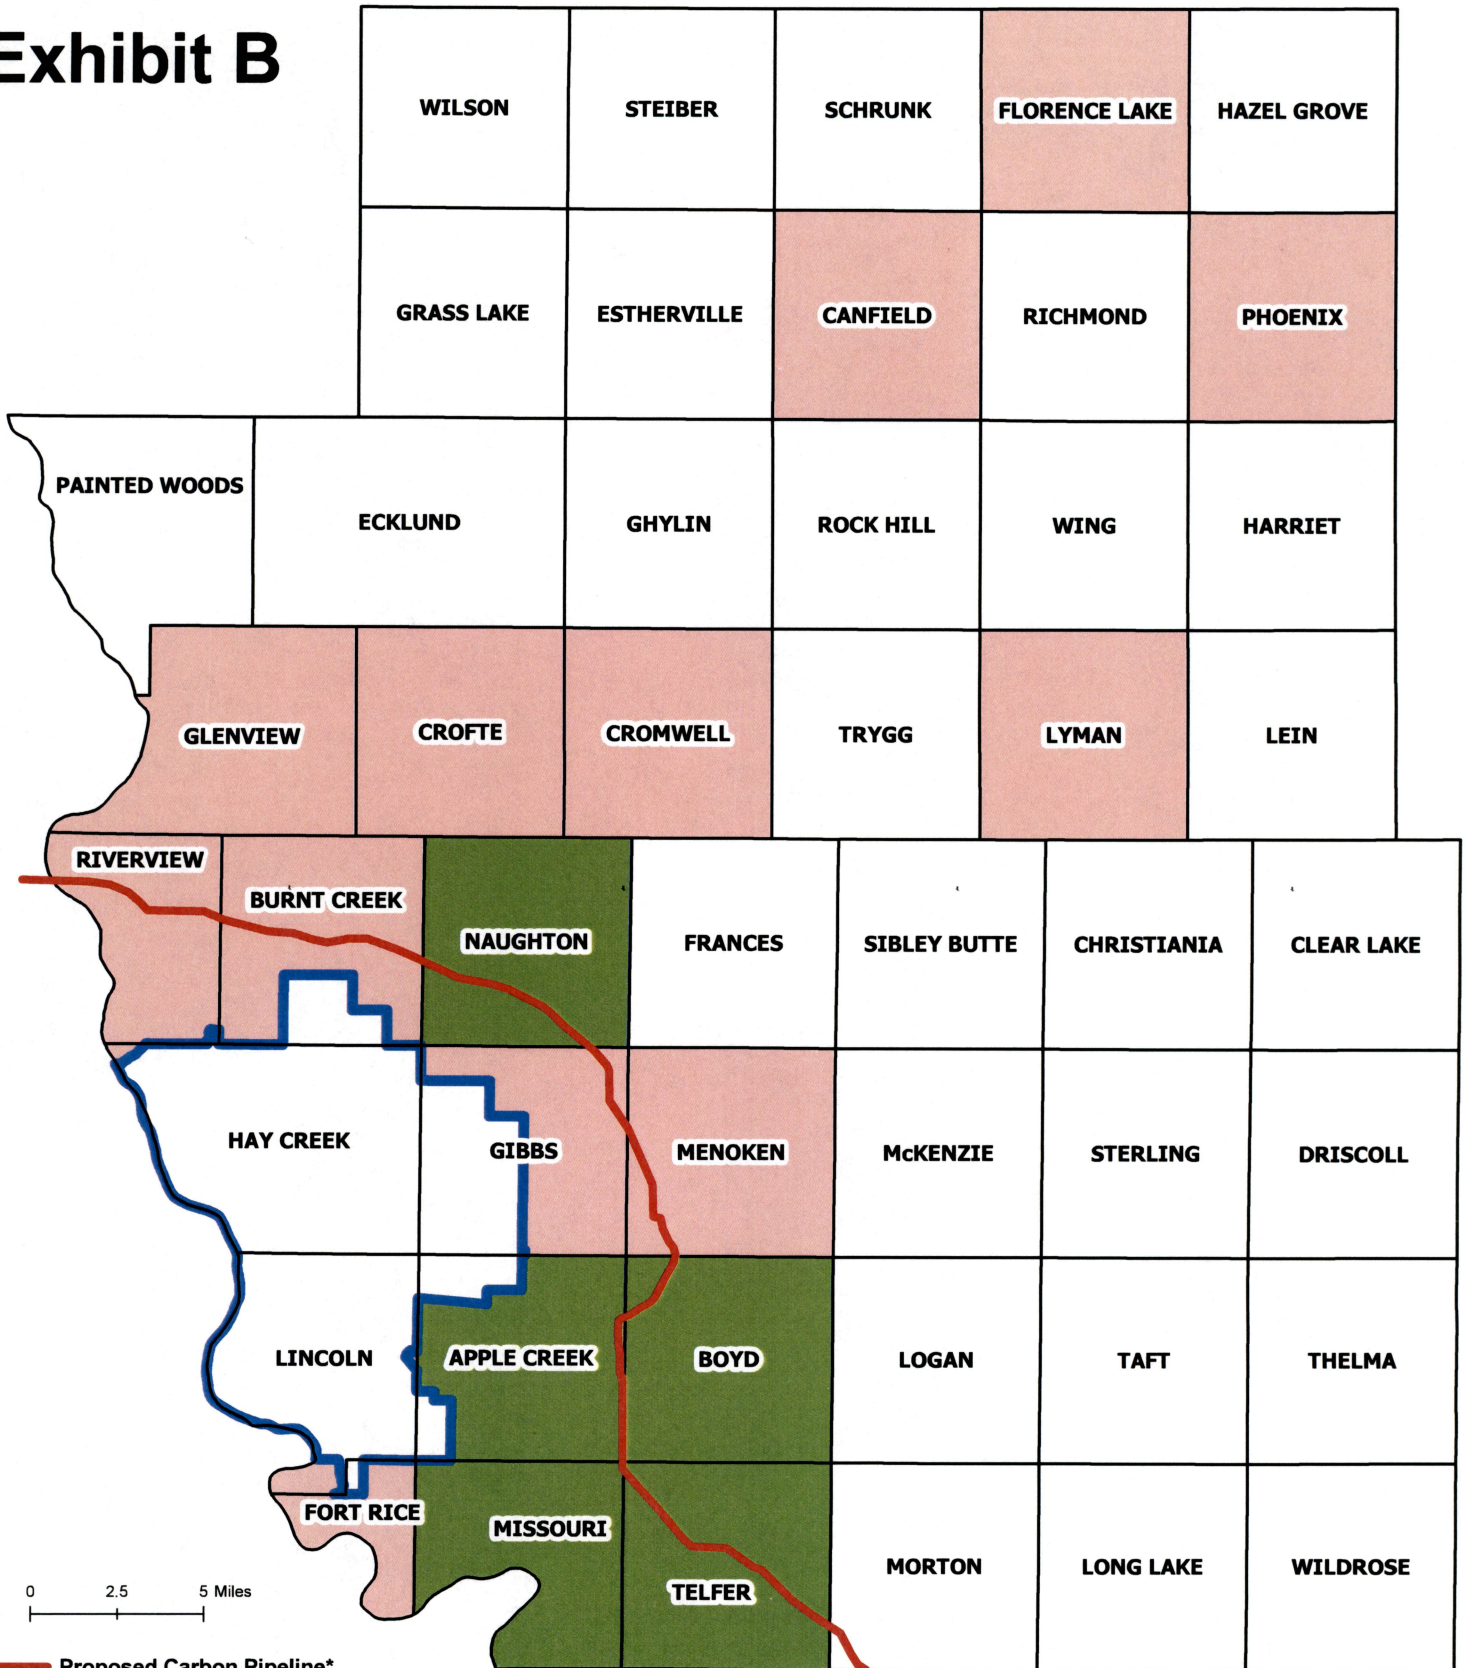 Exhibit B
WILSON
STEIBER
SCHRUNK
FLORENCE LAKE
HAZEL GROVE
GRASS LAKE
ESTHERVILLE
CANFIELD
RICHMOND
PHOENIX
PAINTED WOODS
ECKLUND
GHYLIN
ROCK HILL
WING
HARRIET
GLENVIEW
CROFTE
CROMWELL
TRYGG
LYMAN
LEIN
RIVERVIEW
BURNT CREEK
NAUGHTON
FRANCES
SIBLEY BUTTE
CHRISTIANIA
CLEAR LAKE
HAY CREEK
GIBBS
MENOKEN
McKENZIE
STERLING
DRISCOLL
LINCOLN
APPLE CREEK
BOYD
LOGAN
TAFT
THELMA
FORT RICE
MISSOURI
TELFER
MORTON
LONG LAKE
WILDROSE
0 2.5 5 Miles
Proposed Carbon Pipeline*